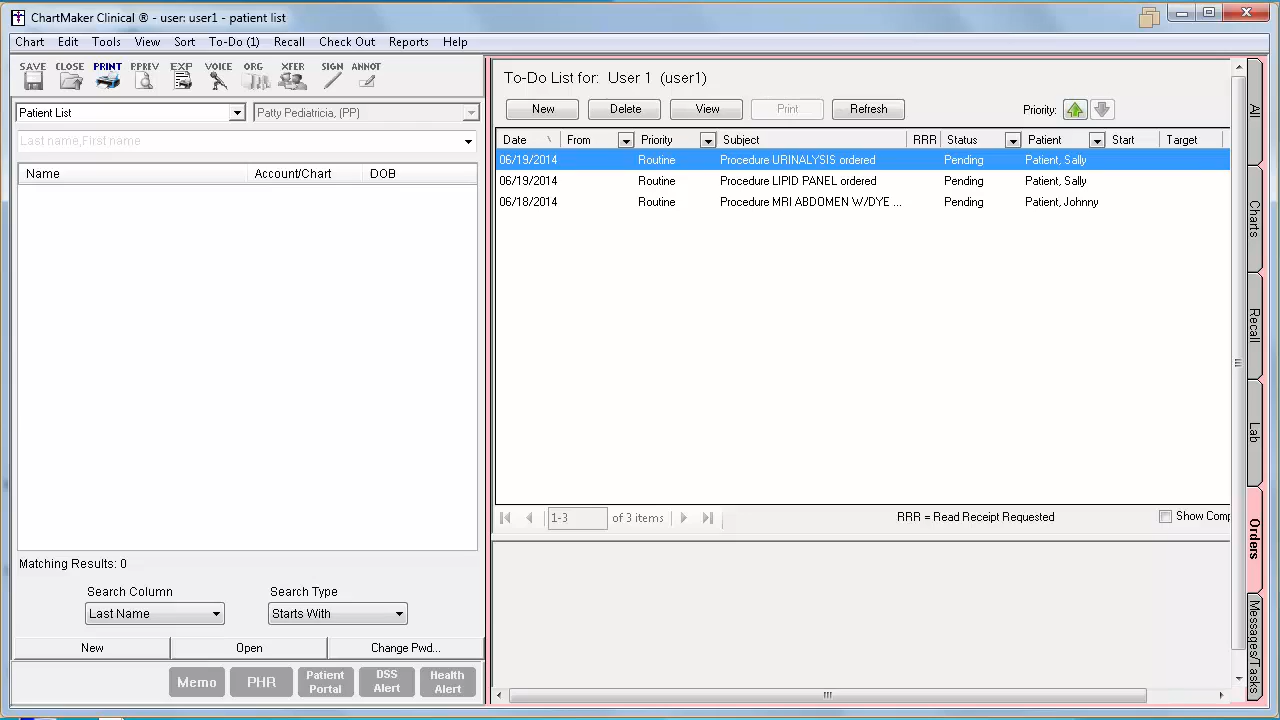 ChartMaker Clinical ® - user: user1 - patient list
Chart Edit Tools View Sort To-Do (1) Recall Check Out Reports Help
SAVE CLOSE PRINT PPREV EXP VOICE ORG XFER SIGN ANNOT
Patient List
Patty Pediatricia, (PP)
Last name,First name
Name Account/Chart DOB
Matching Results: 0
Search Column Search Type
Last Name Starts With
New Open Change Pwd...
Memo PHR Patient Portal DSS Alert Health Alert
To-Do List for: User 1 (user1)
New Delete View Print Refresh Priority:
Date From Priority Subject RRR Status Patient Start Target
06/19/2014 Routine Procedure URINALYSIS ordered Pending Patient, Sally
06/19/2014 Routine Procedure LIPID PANEL ordered Pending Patient, Sally
06/18/2014 Routine Procedure MRI ABDOMEN W/DYE ... Pending Patient, Johnny
1-3 of 3 items RRR = Read Receipt Requested Show Comp
All
Charts
Recall
Lab
Orders
Messages/Tasks